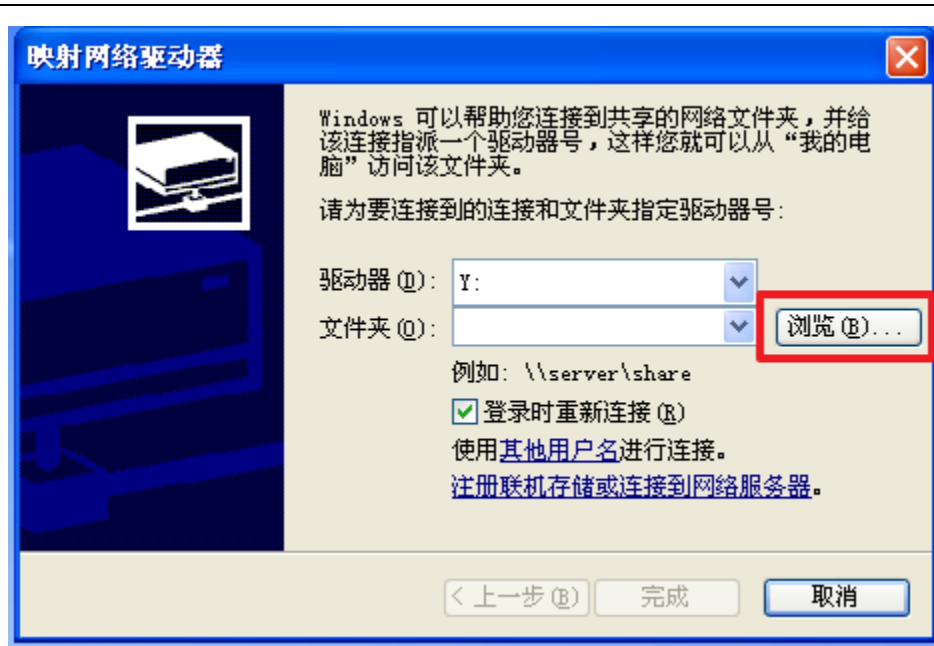 映射网络驱动器
Windows 可以帮助您连接到共享的网络文件夹，并给
该连接指派一个驱动器号，这样您就可以从“我的电
脑”访问该文件夹。
请为要连接到的连接和文件夹指定驱动器号:
驱动器(D): Y:
文件夹(O): 浏览(B)...
例如: \\server\share
登录时重新连接(R)
使用其他用户名进行连接。
注册联机存储或连接到网络服务器。
< 上一步(B) 完成 取消